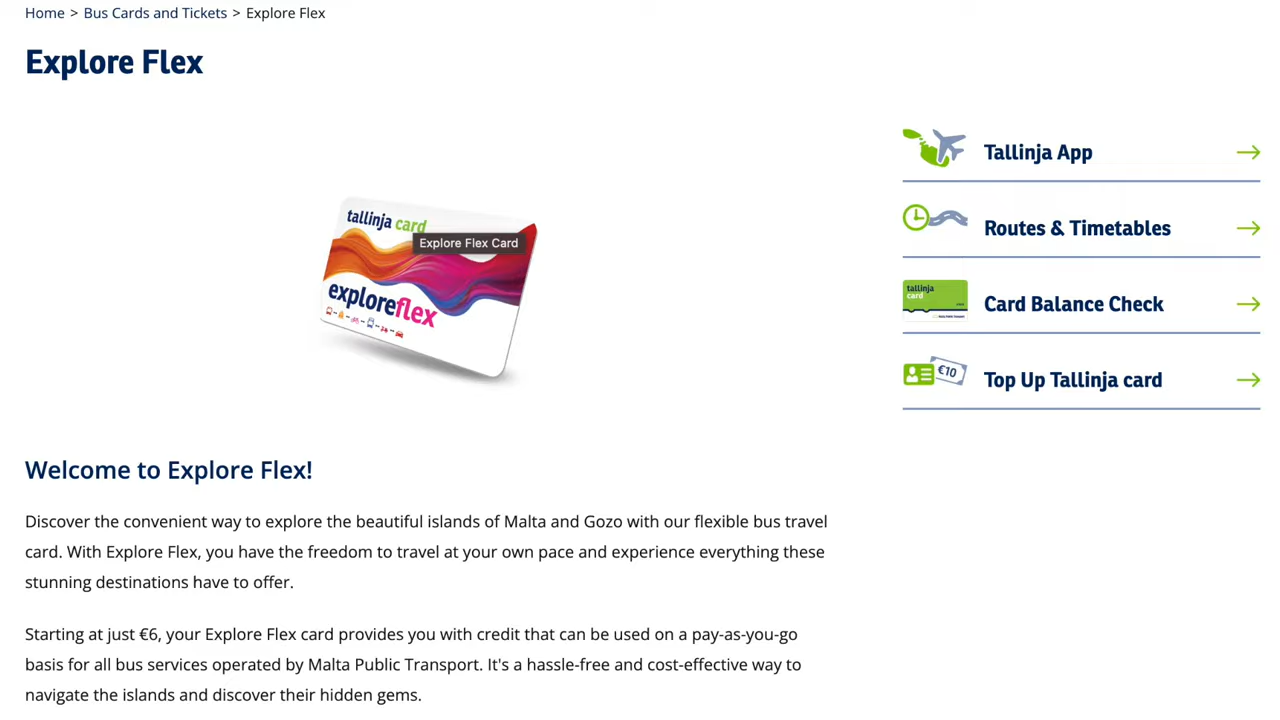 Home > Bus Cards and Tickets > Explore Flex
Explore Flex
tallinja card
Explore Flex Card
exploreflex
Welcome to Explore Flex!
Discover the convenient way to explore the beautiful islands of Malta and Gozo with our flexible bus travel
card. With Explore Flex, you have the freedom to travel at your own pace and experience everything these
stunning destinations have to offer.
Starting at just €6, your Explore Flex card provides you with credit that can be used on a pay-as-you-go
basis for all bus services operated by Malta Public Transport. It's a hassle-free and cost-effective way to
navigate the islands and discover their hidden gems.
Tallinja App
Routes & Timetables
tallinja
card
Card Balance Check
€10
Top Up Tallinja card